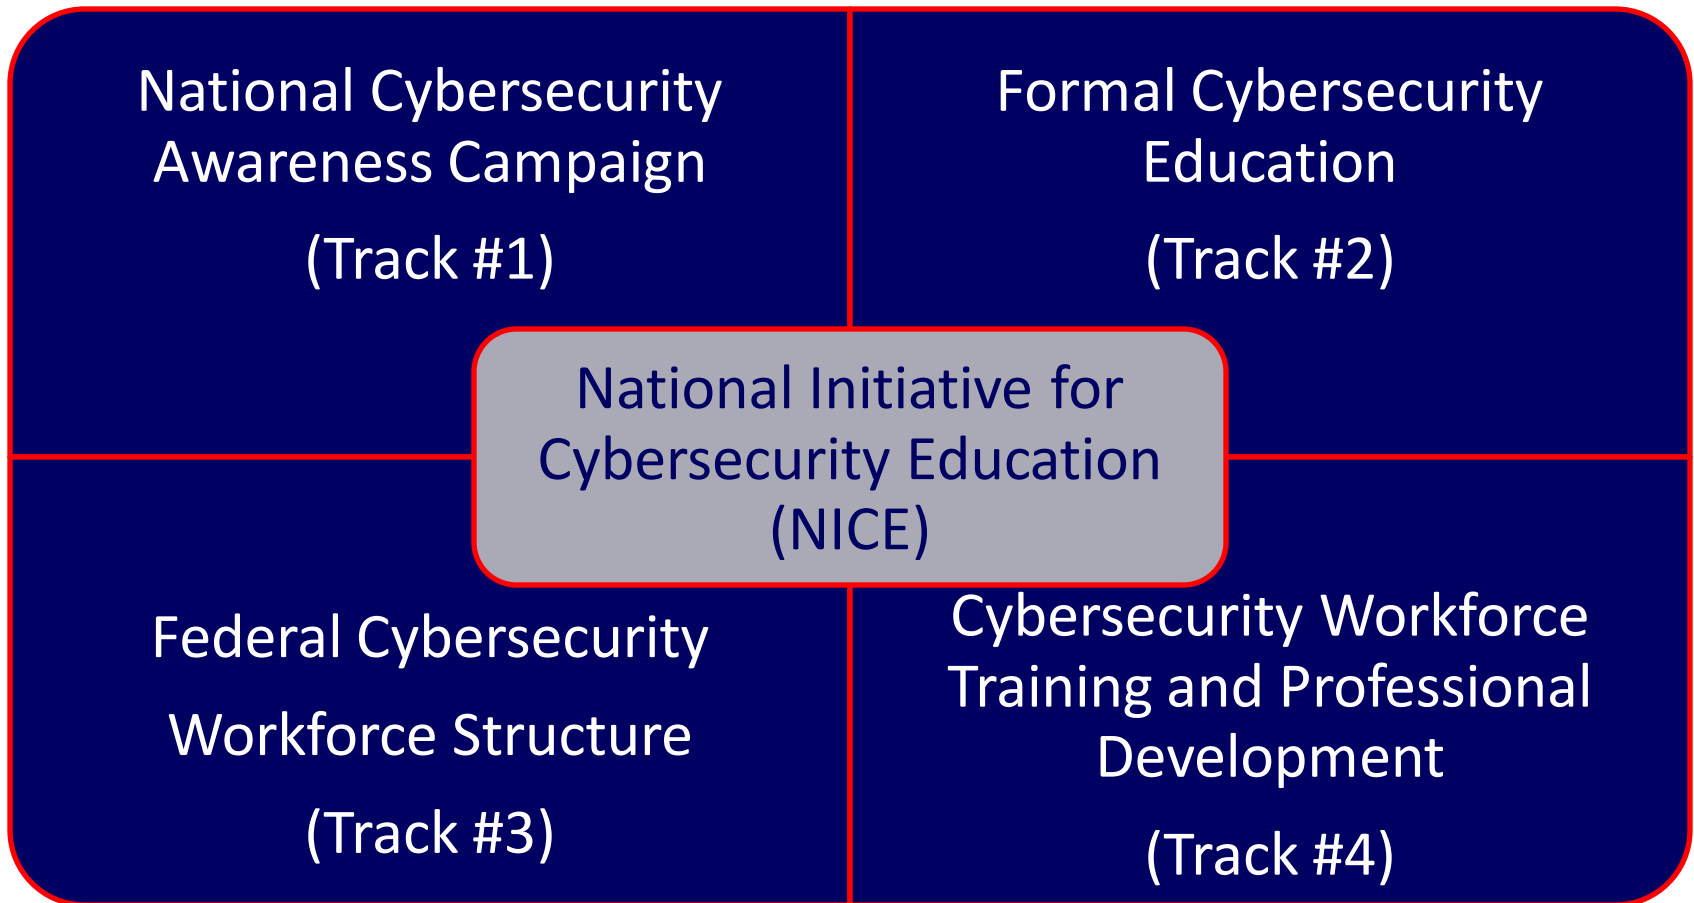 National Cybersecurity
Awareness Campaign
(Track #1)
Formal Cybersecurity
Education
(Track #2)
National Initiative for
Cybersecurity Education
(NICE)
Federal Cybersecurity
Workforce Structure
(Track #3)
Cybersecurity Workforce
Training and Professional
Development
(Track #4)